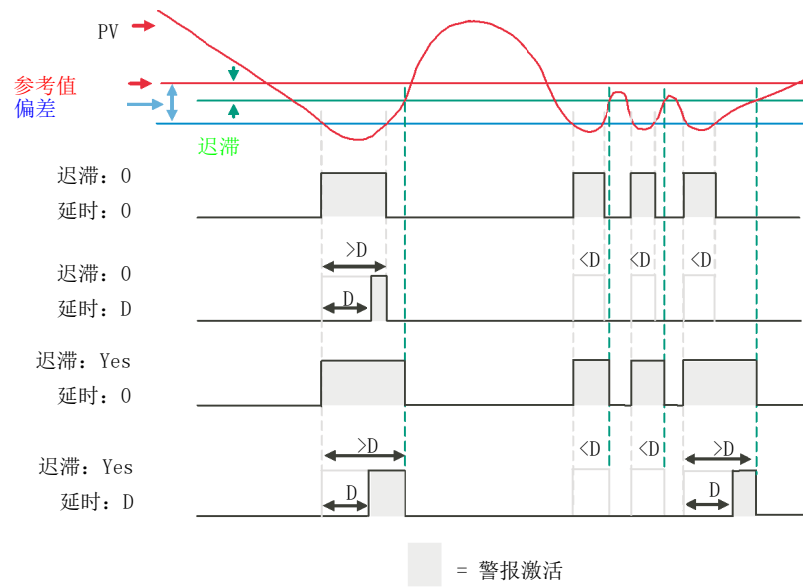 PV
参考值
偏差
迟滞
迟滞: 0
延时: 0
>D <D <D <D
迟滞: 0
延时: D
D
迟滞: Yes
延时: 0
>D <D <D >D
迟滞: Yes
延时: D
D D
= 警报激活